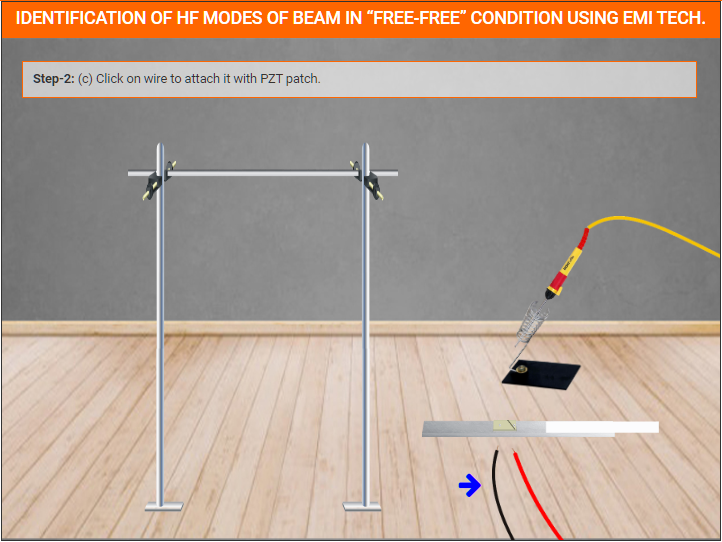 IDENTIFICATION OF HF MODES OF BEAM IN “FREE-FREE” CONDITION USING EMI TECH.
Step-2: (c) Click on wire to attach it with PZT patch.